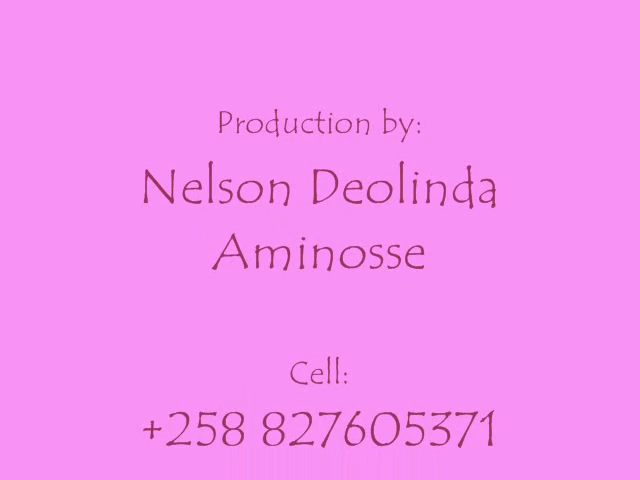 Production by:
Nelson Deolinda
Aminosse
Cell:
+258 827605371